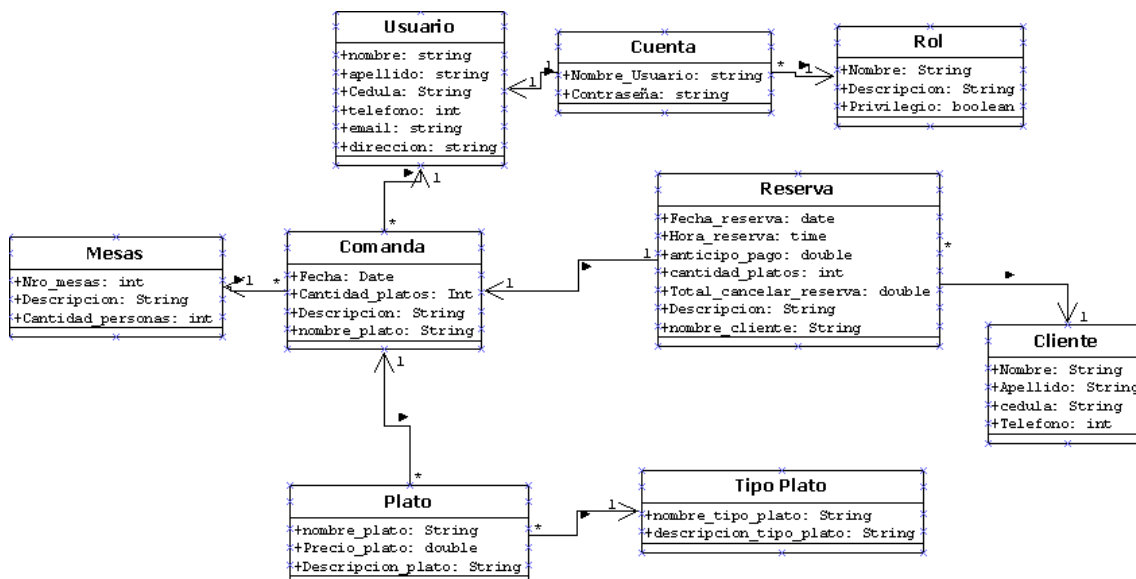 Usuario
+nombre: string
+apellido: string
+Cedula: String
+telefono: int
+email: string
+direccion: string
1
1
Cuenta
+Nombre_Usuario: string
+Contraseña: string
*
1
Rol
+Nombre: String
+Descripcion: String
+Privilegio: boolean
1
*
Mesas
+Nro_mesas: int
+Descripcion: String
+Cantidad_personas: int
1
*
Comanda
+Fecha: Date
+Cantidad_platos: Int
+Descripcion: String
+nombre_plato: String
1
1
Reserva
+Fecha_reserva: date
+Hora_reserva: time
+anticipo_pago: double
+cantidad_platos: int
+Total_cancelar_reserva: double
+Descripcion: String
+nombre_cliente: String
*
1
Cliente
+Nombre: String
+Apellido: String
+cedula: String
+Telefono: int
1
*
Plato
+nombre_plato: String
+Precio_plato: double
+Descripcion_plato: String
*
1
Tipo Plato
+nombre_tipo_plato: String
+descripcion_tipo_plato: String